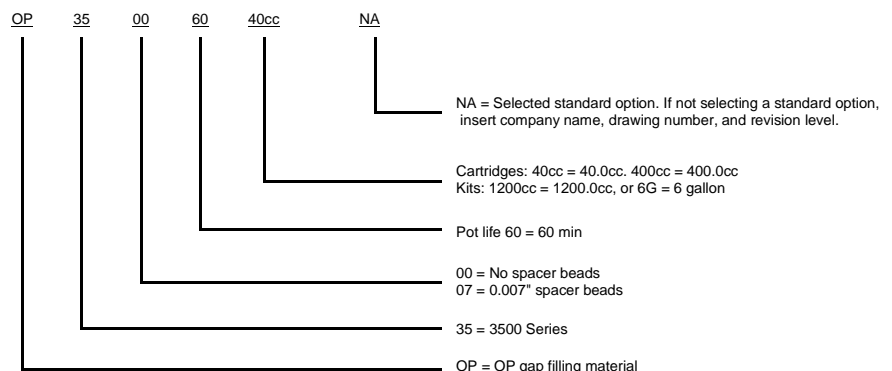 OP 35 00 60 40cc NA
NA = Selected standard option. If not selecting a standard option,
insert company name, drawing number, and revision level.
Cartridges: 40cc = 40.0cc. 400cc = 400.0cc
Kits: 1200cc = 1200.0cc, or 6G = 6 gallon
Pot life 60 = 60 min
00 = No spacer beads
07 = 0.007" spacer beads
35 = 3500 Series
OP = OP gap filling material